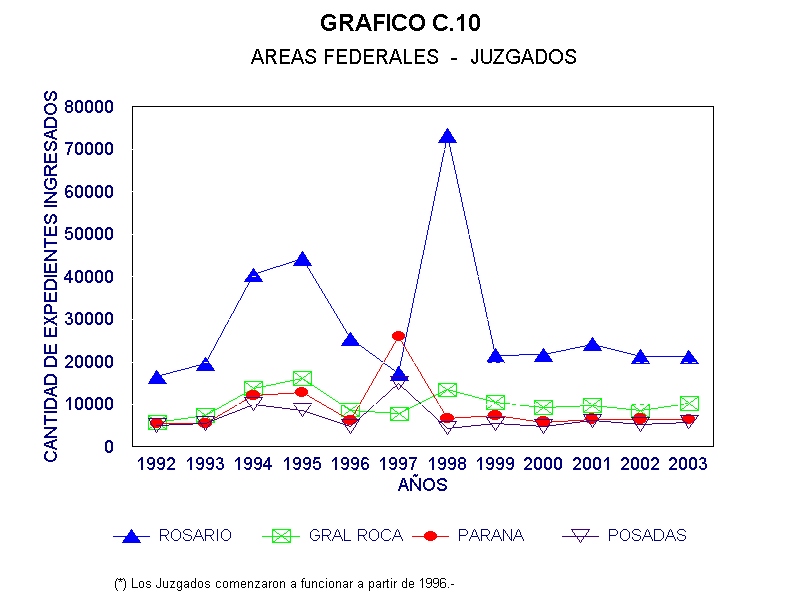 GRAFICO C.10
AREAS FEDERALES - JUZGADOS
CANTIDAD DE EXPEDIENTES INGRESADOS
80000
70000
60000
50000
40000
30000
20000
10000
0
1992 1993 1994 1995 1996 1997 1998 1999 2000 2001 2002 2003
AÑOS
ROSARIO GRAL ROCA PARANA POSADAS
(*) Los Juzgados comenzaron a funcionar a partir de 1996.-